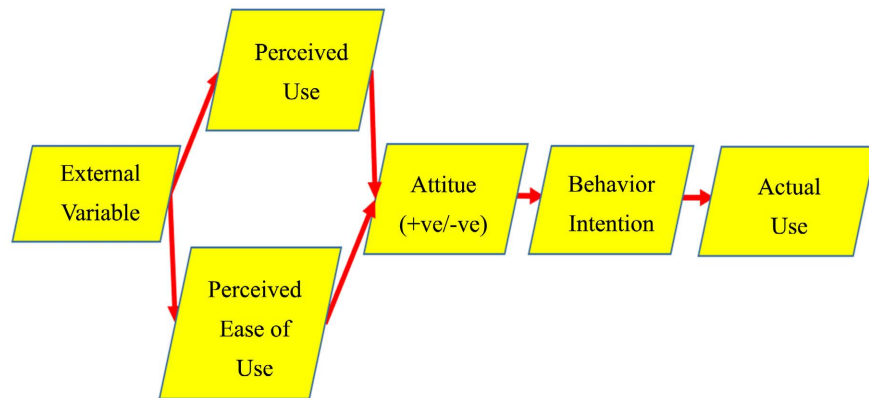 Perceived
Use
External
Variable
Attitue
(+ve/-ve)
Behavior
Intention
Actual
Use
Perceived
Ease of
Use